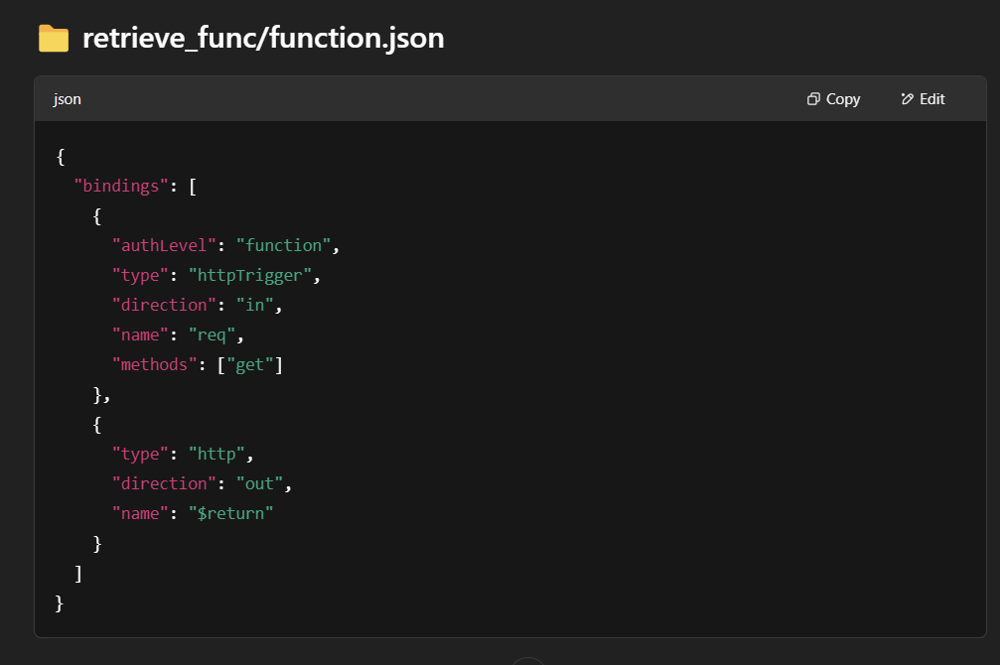 retrieve_func/function.json
json
Copy
Edit
{
"bindings": [
{
"authLevel": "function",
"type": "httpTrigger",
"direction": "in",
"name": "req",
"methods": ["get"]
},
{
"type": "http",
"direction": "out",
"name": "$return"
}
]
}